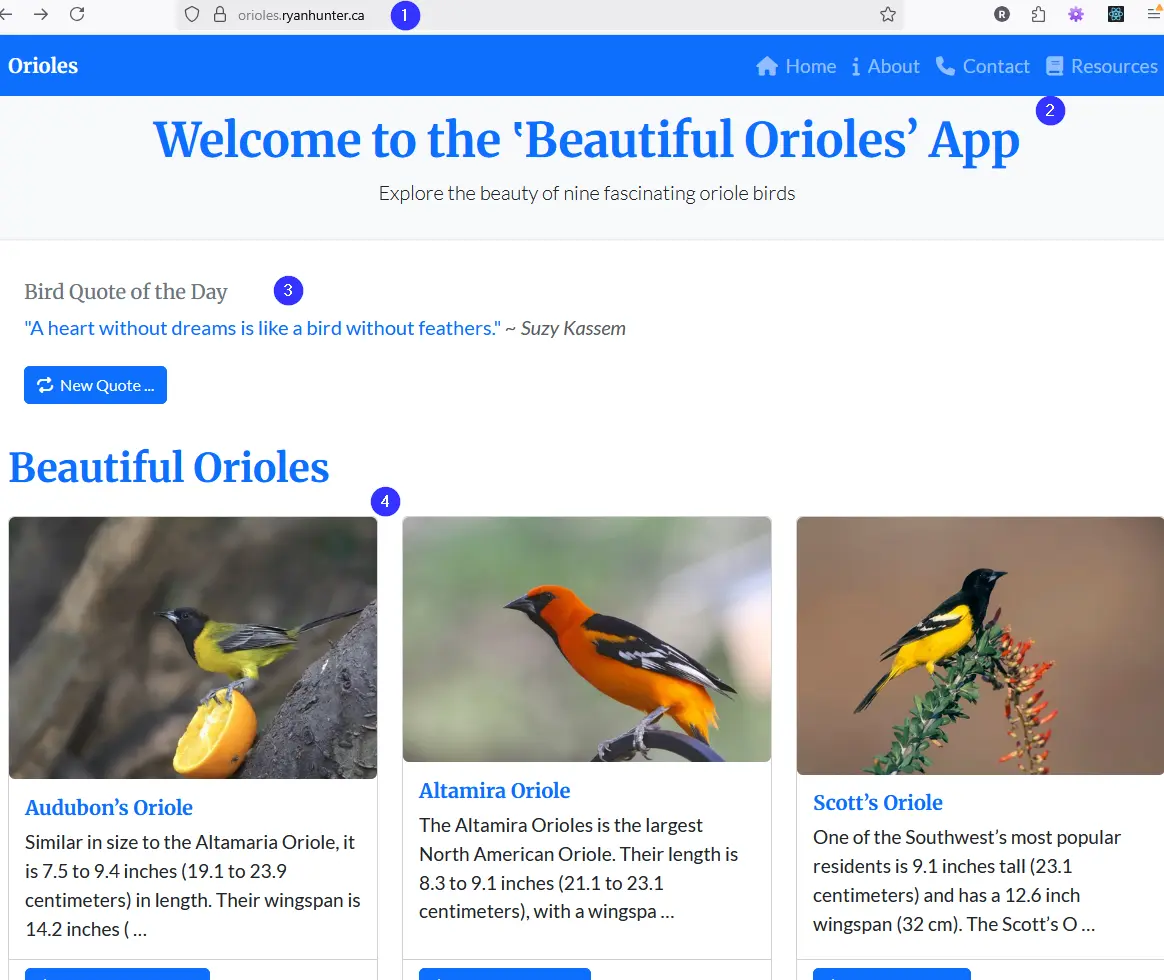 orioles.ryanhunter.ca 1
R
Orioles Home About Contact Resources
2
Welcome to the ‛Beautiful Orioles’ App
Explore the beauty of nine fascinating oriole birds
Bird Quote of the Day 3
"A heart without dreams is like a bird without feathers." ~ Suzy Kassem
New Quote ...
Beautiful Orioles
4
Audubon’s Oriole
Similar in size to the Altamaria Oriole, it
is 7.5 to 9.4 inches (19.1 to 23.9
centimeters) in length. Their wingspan is
14.2 inches ( ...
Altamira Oriole
The Altamira Orioles is the largest
North American Oriole. Their length is
8.3 to 9.1 inches (21.1 to 23.1
centimeters), with a wingspa ...
Scott’s Oriole
One of the Southwest’s most popular
residents is 9.1 inches tall (23.1
centimeters) and has a 12.6 inch
wingspan (32 cm). The Scott’s O ...